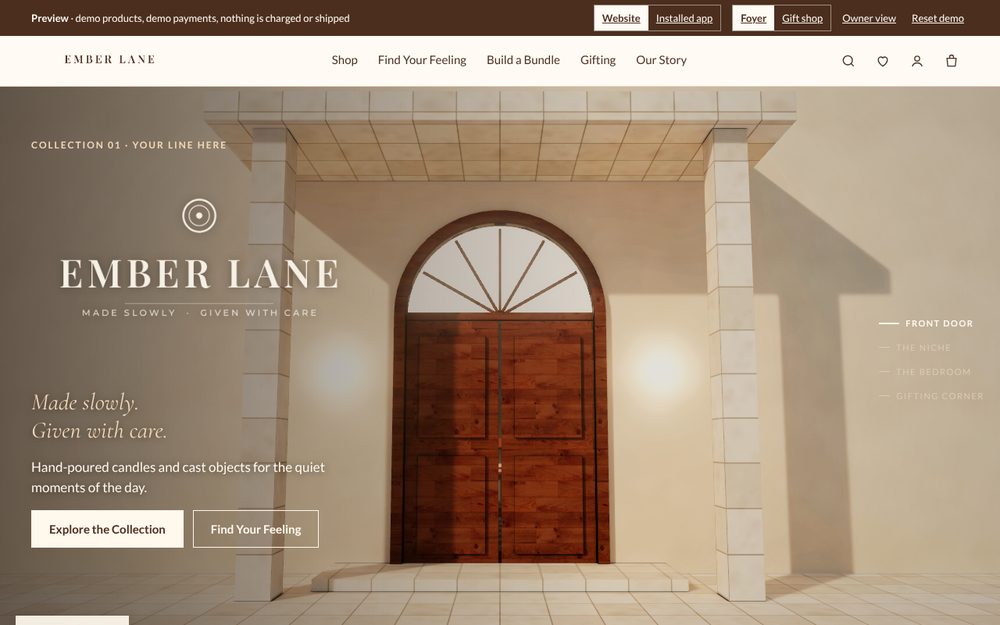 Preview · demo products, demo payments, nothing is charged or shipped
Website Installed app Foyer Gift shop Owner view Reset demo
EMBER LANE
Shop Find Your Feeling Build a Bundle Gifting Our Story
COLLECTION 01 · YOUR LINE HERE
EMBER LANE
MADE SLOWLY · GIVEN WITH CARE
Made slowly.
Given with care.
Hand-poured candles and cast objects for the quiet
moments of the day.
Explore the Collection Find Your Feeling
FRONT DOOR
THE NICHE
THE BEDROOM
GIFTING CORNER